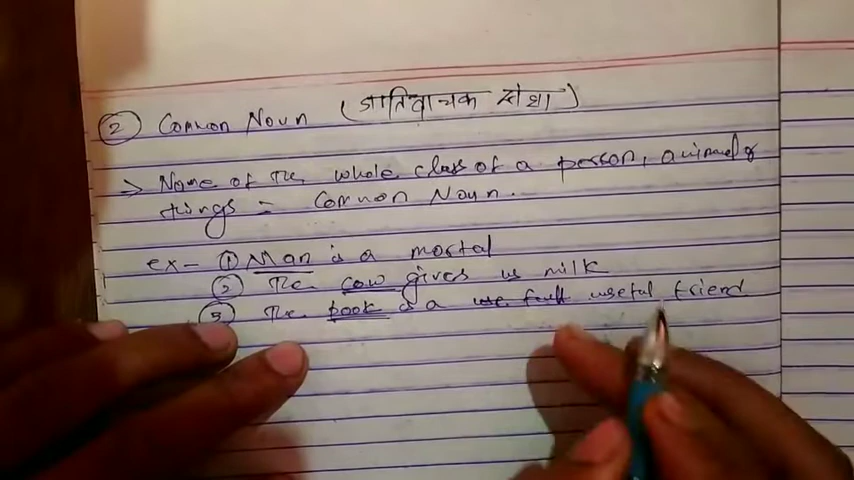 ② Common Noun (जातिवाचक संज्ञा)
⇒ Name of the whole class of a person, animal &
things = Common Noun.
ex- ① Man is a mortal
② The cow gives us milk
③ The book is a useful friend